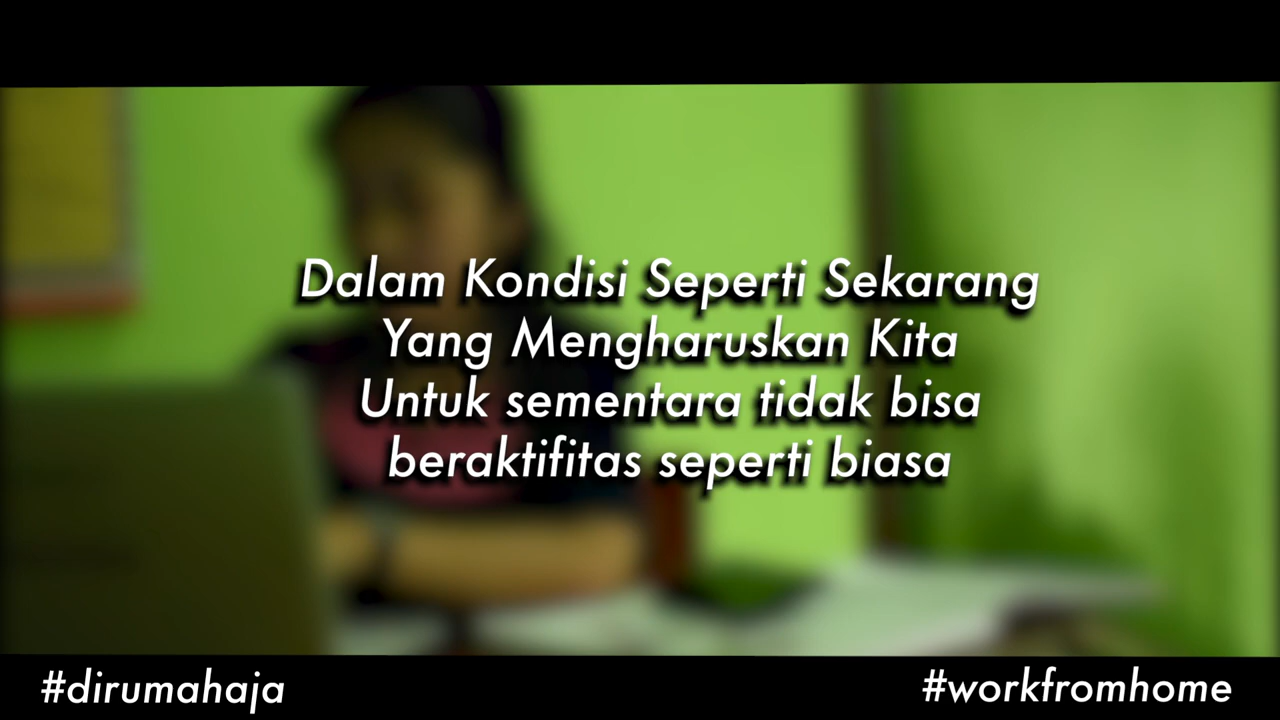 Dalam Kondisi Seperti Sekarang
Yang Mengharuskan Kita
Untuk sementara tidak bisa
beraktifitas seperti biasa
#dirumahaja
#workfromhome